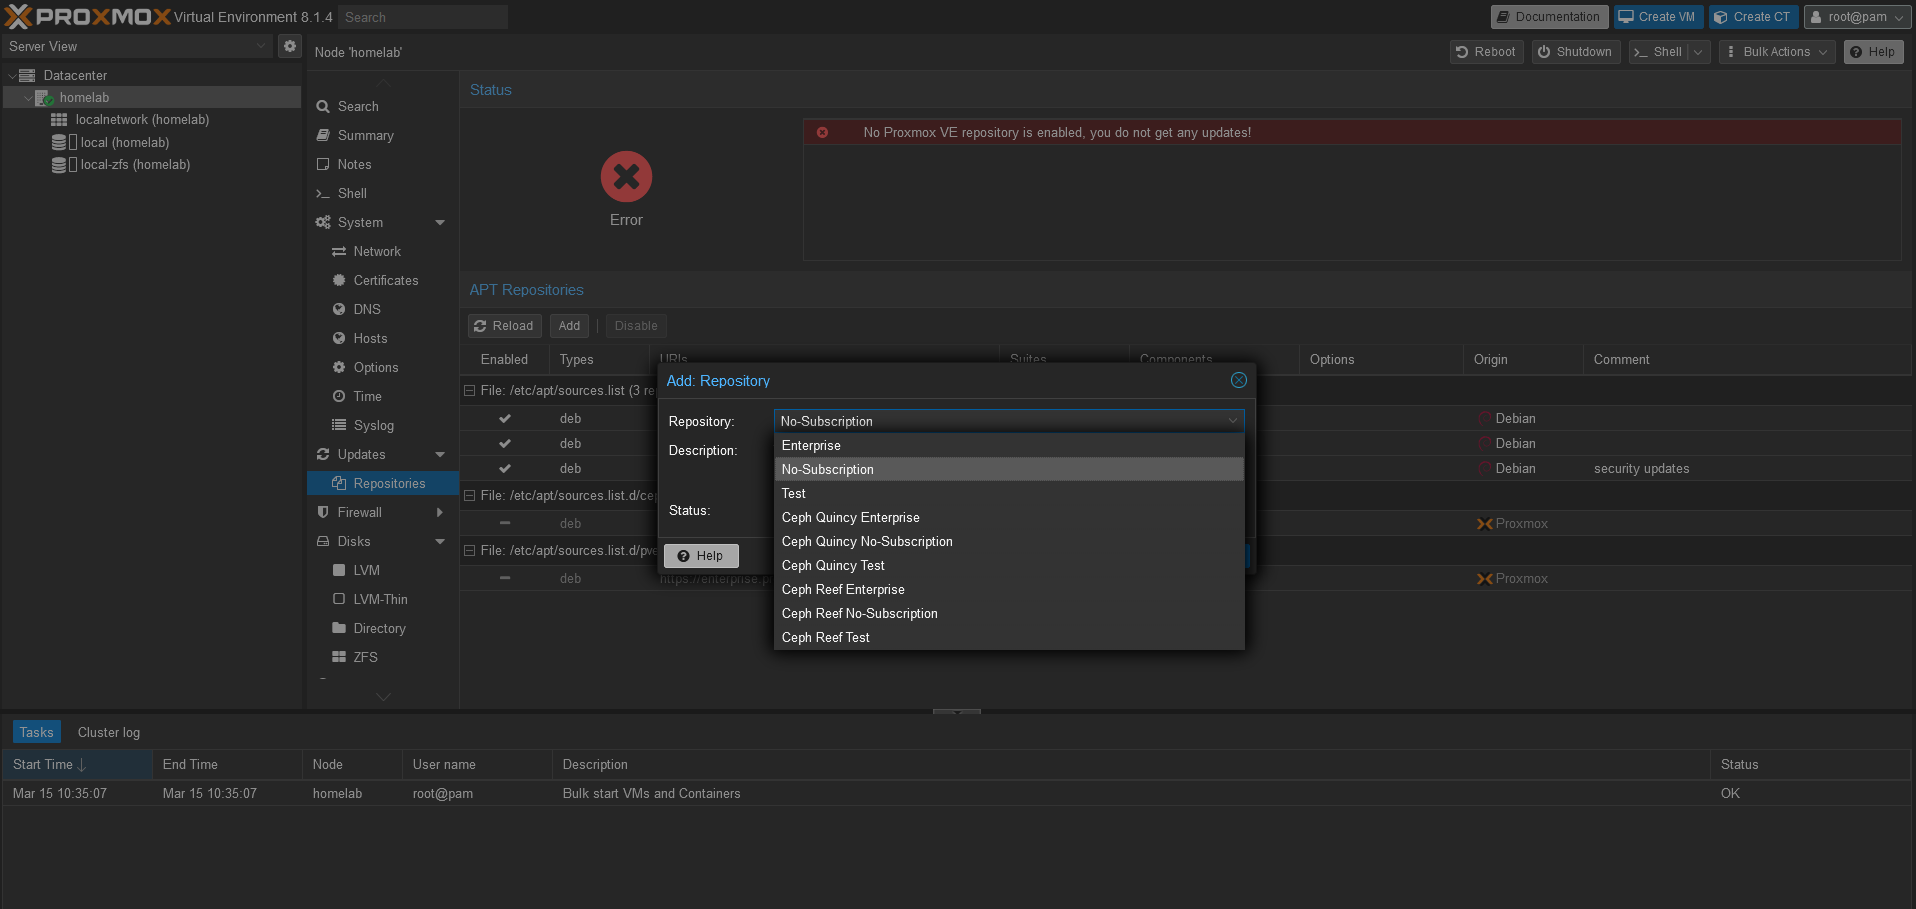 PROXMOX Virtual Environment 8.1.4 Search Documentation Create VM Create CT root@pam
Server View
Node 'homelab' Reboot Shutdown Shell Bulk Actions Help
Datacenter
homelab
localnetwork (homelab)
local (homelab)
local-zfs (homelab)
Search
Summary
Notes
Shell
System
Network
Certificates
DNS
Hosts
Options
Time
Syslog
Updates
Repositories
Firewall
Disks
LVM
LVM-Thin
Directory
ZFS
Status
Error
No Proxmox VE repository is enabled, you do not get any updates!
APT Repositories
Reload Add Disable
Enabled Types URIs Suites Components Options Origin Comment
File: /etc/apt/sources.list (3 re
deb Debian
deb Debian
deb Debian security updates
File: /etc/apt/sources.list.d/ce
deb Proxmox
File: /etc/apt/sources.list.d/pve
deb https://enterprise.p Proxmox
Add: Repository
Repository: No-Subscription
Description:
Status:
Help
Enterprise
No-Subscription
Test
Ceph Quincy Enterprise
Ceph Quincy No-Subscription
Ceph Quincy Test
Ceph Reef Enterprise
Ceph Reef No-Subscription
Ceph Reef Test
Tasks Cluster log
Start Time End Time Node User name Description Status
Mar 15 10:35:07 Mar 15 10:35:07 homelab root@pam Bulk start VMs and Containers OK